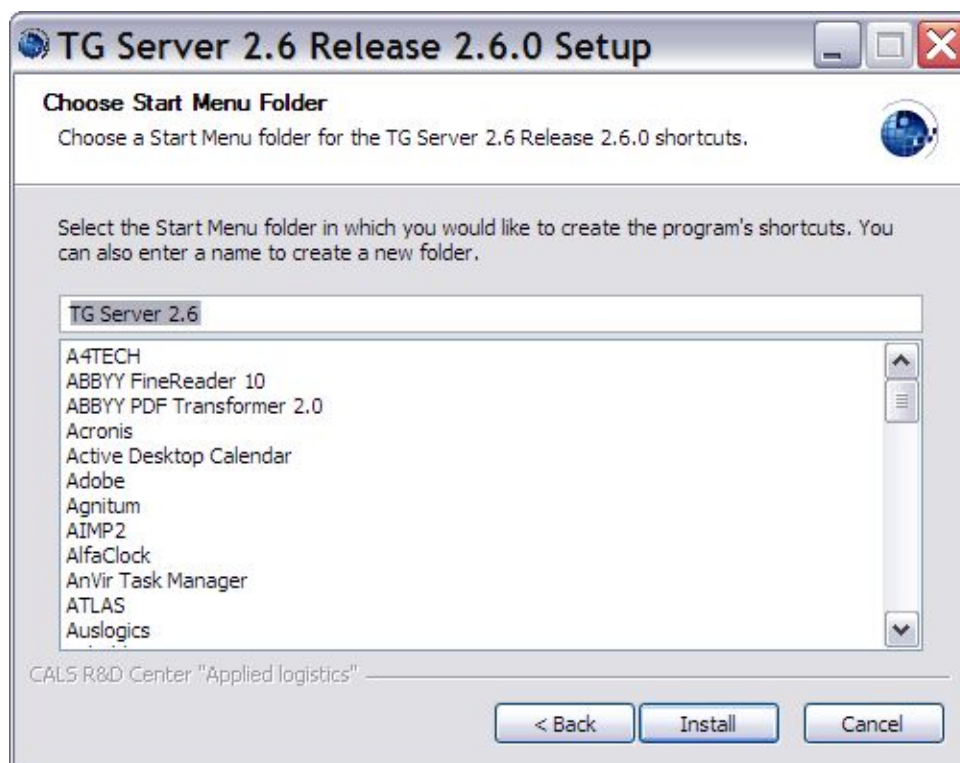 TG Server 2.6 Release 2.6.0 Setup
Choose Start Menu Folder
Choose a Start Menu folder for the TG Server 2.6 Release 2.6.0 shortcuts.
Select the Start Menu folder in which you would like to create the program's shortcuts. You
can also enter a name to create a new folder.
TG Server 2.6
A4TECH
ABBYY FineReader 10
ABBYY PDF Transformer 2.0
Acronis
Active Desktop Calendar
Adobe
Agnitum
AIMP2
AlfaClock
AnVir Task Manager
ATLAS
Auslogics
CALS R&D Center "Applied logistics"
< Back
Install
Cancel